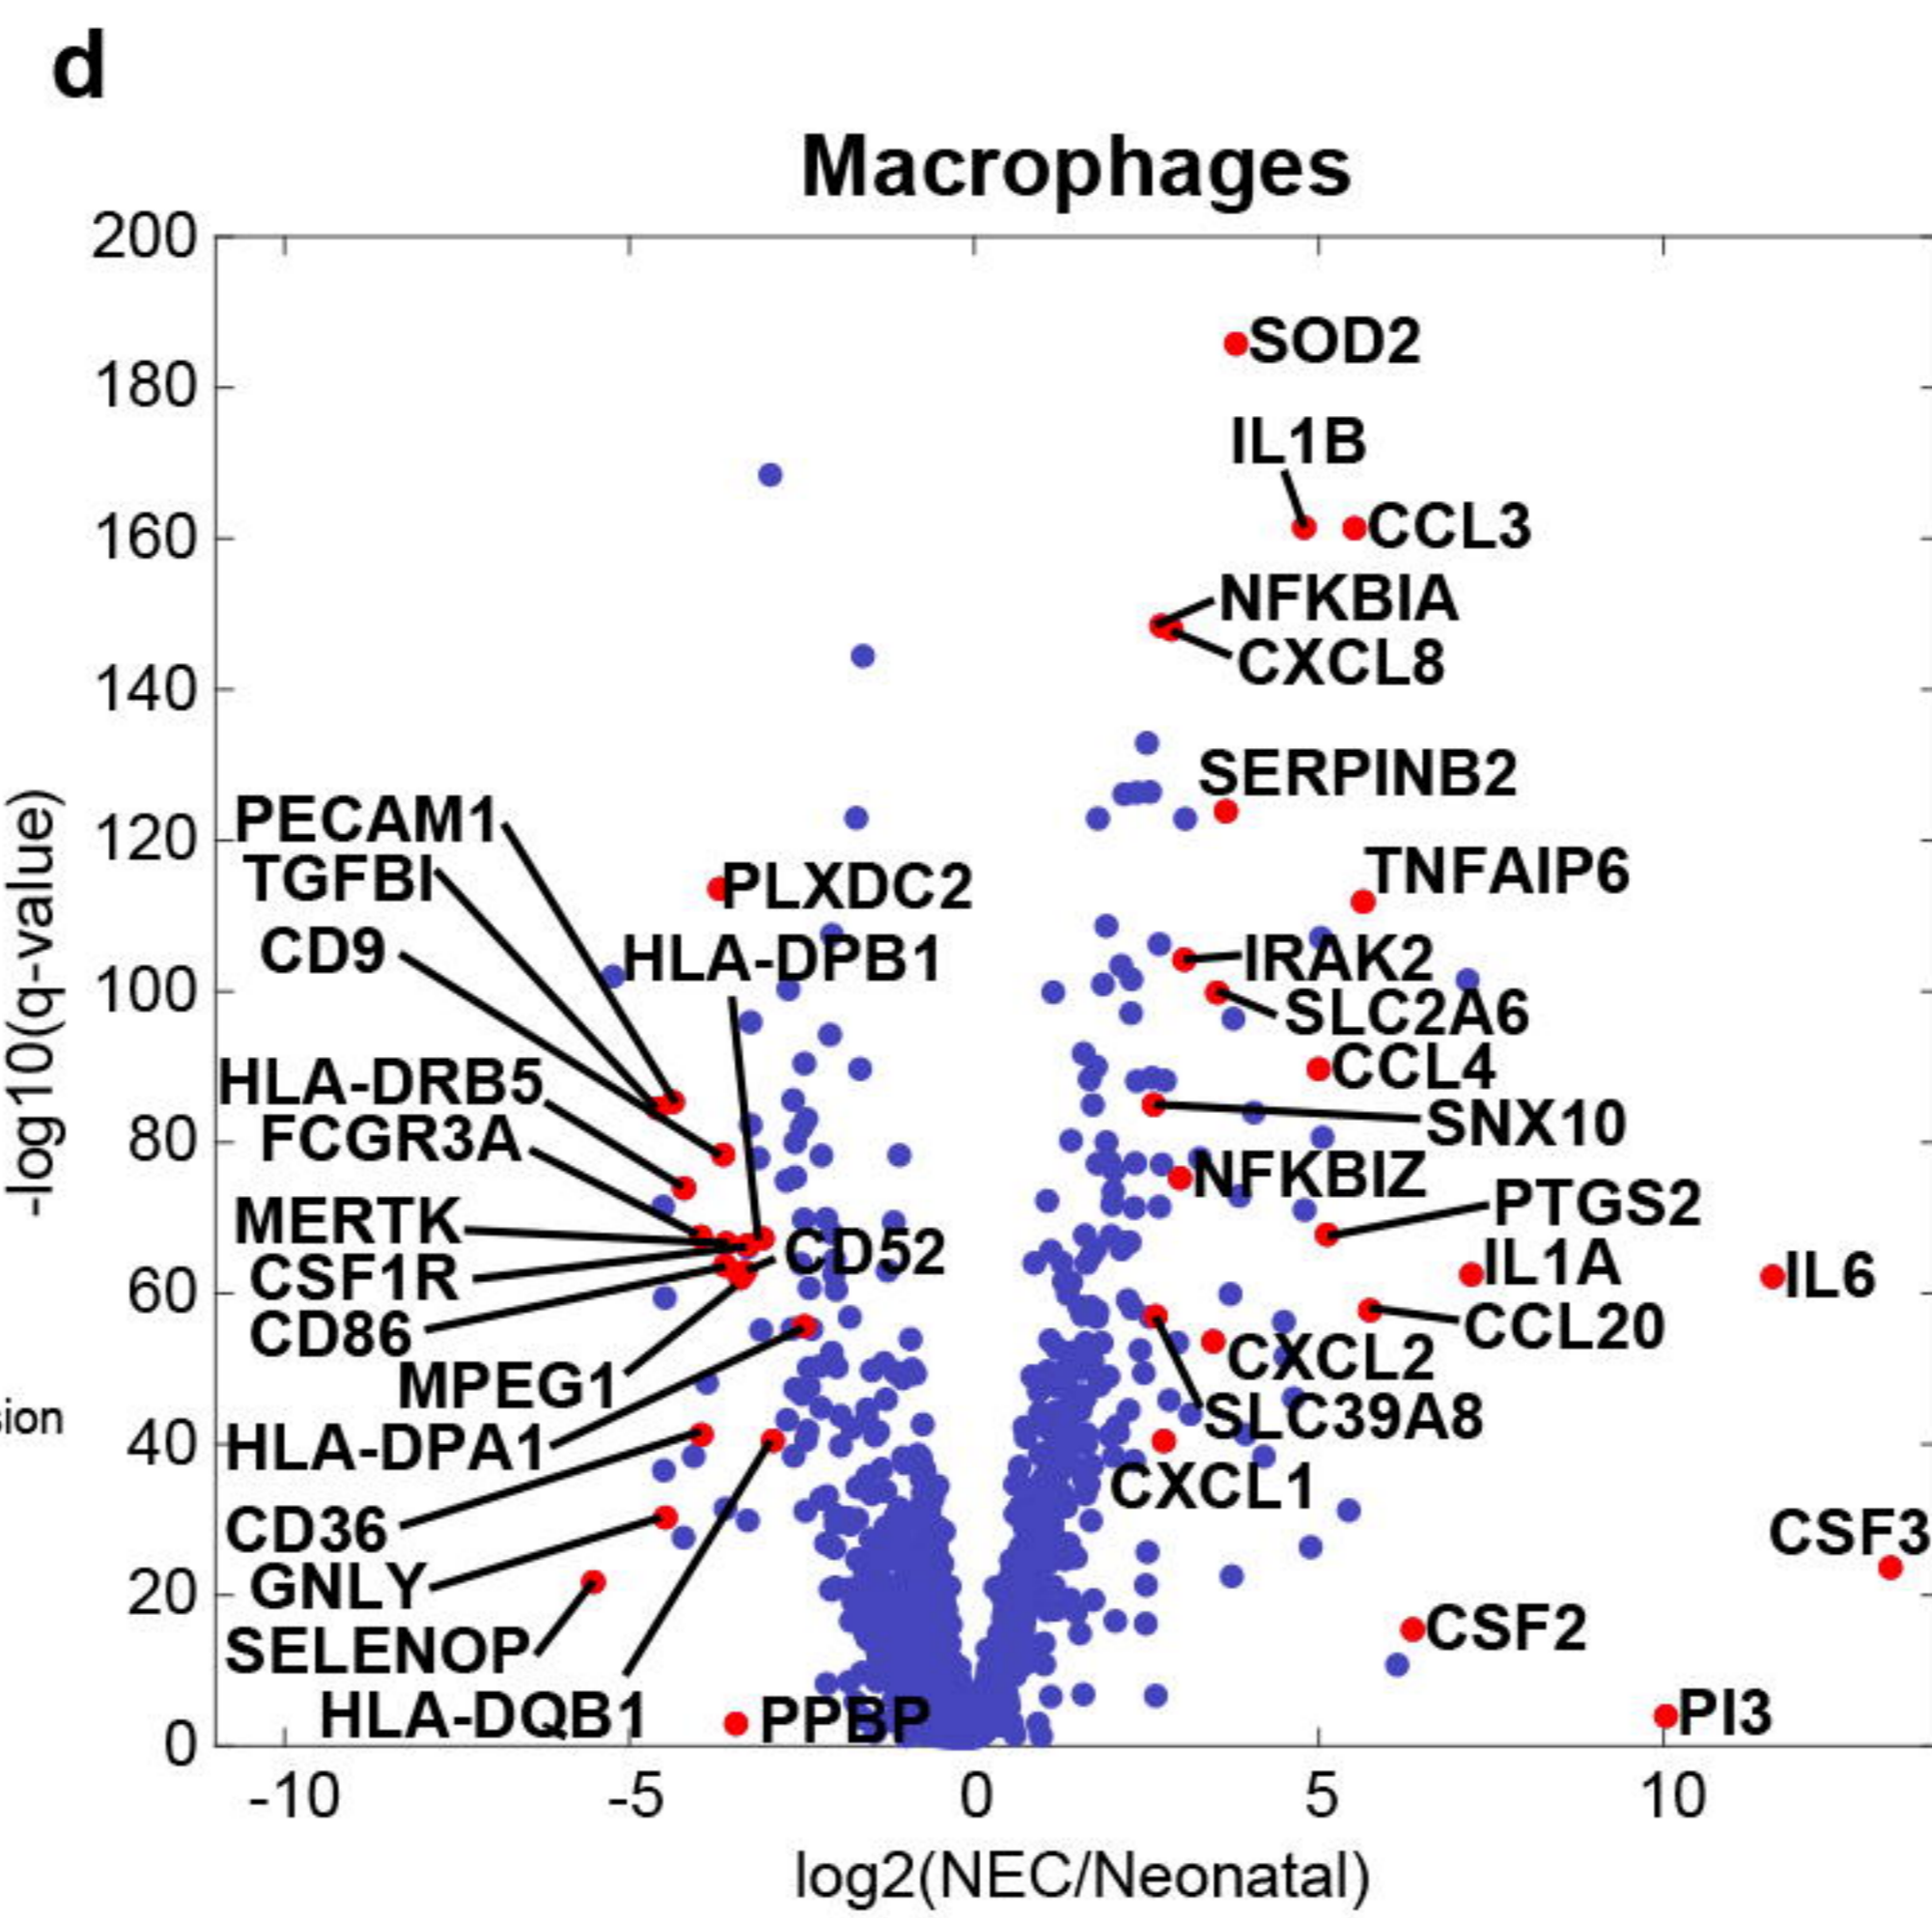 d
Macrophages
200
180
160
140
120
100
80
60
40
20
0
-log10(q-value)
sion
SOD2
IL1B
CCL3
NFKBIA
CXCL8
SERPINB2
PECAM1
TGFBI
PLXDC2
TNFAIP6
CD9
HLA-DPB1
IRAK2
SLC2A6
CCL4
HLA-DRB5
SNX10
FCGR3A
NFKBIZ
PTGS2
MERTK
CD52
CSF1R
IL1A
IL6
CD86
CCL20
CXCL2
MPEG1
SLC39A8
HLA-DPA1
CXCL1
CD36
CSF3
GNLY
CSF2
SELENOP
HLA-DQB1
PPBP
PI3
-10
-5
0
5
10
log2(NEC/Neonatal)